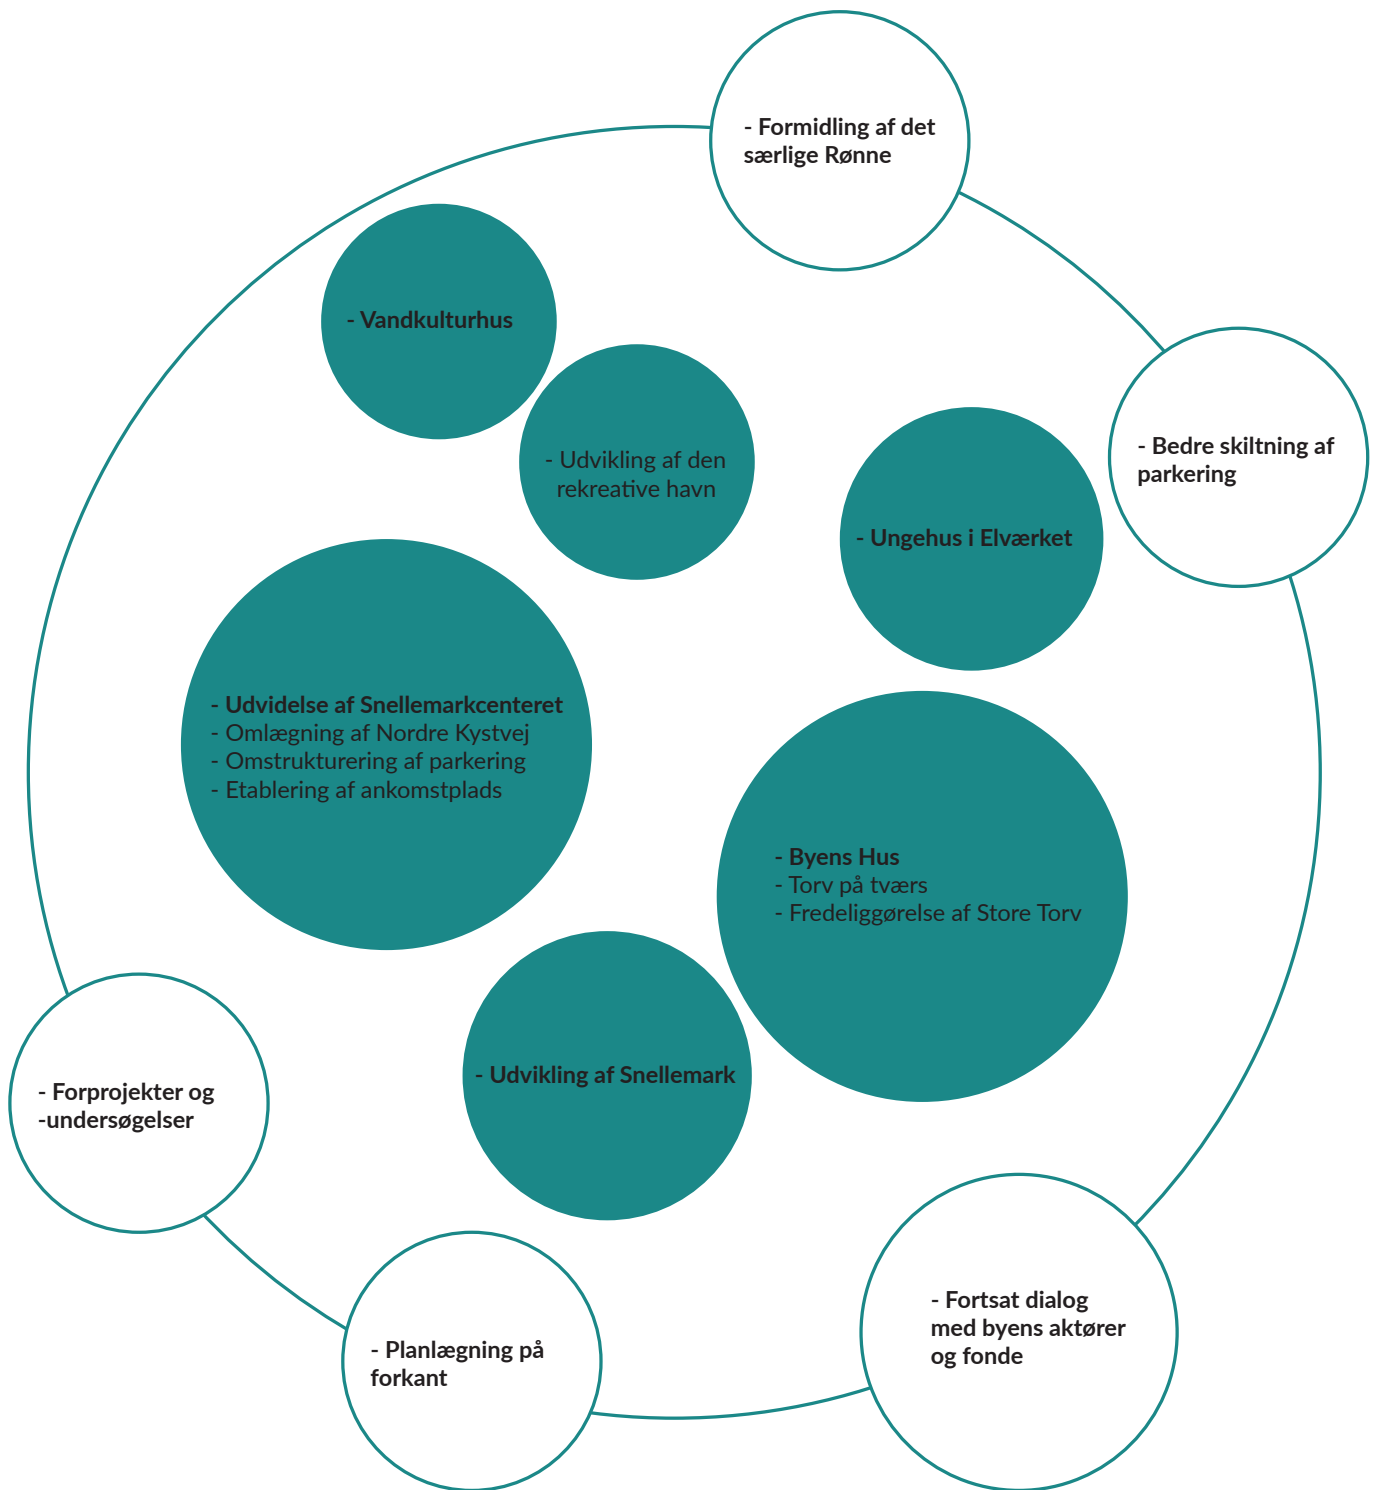 - Formidling af det
særlige Rønne
- Vandkulturhus
- Udvikling af den
rekreative havn
- Bedre skiltning af
parkering
- Ungehus i Elværket
- Udvidelse af Snellemarkcenteret
- Omlægning af Nordre Kystvej
- Omstrukturering af parkering
- Etablering af ankomstplads
- Byens Hus
- Torv på tværs
- Fredeliggørelse af Store Torv
- Udvikling af Snellemark
- Forprojekter og
-undersøgelser
- Fortsat dialog
med byens aktører
og fonde
- Planlægning på
forkant